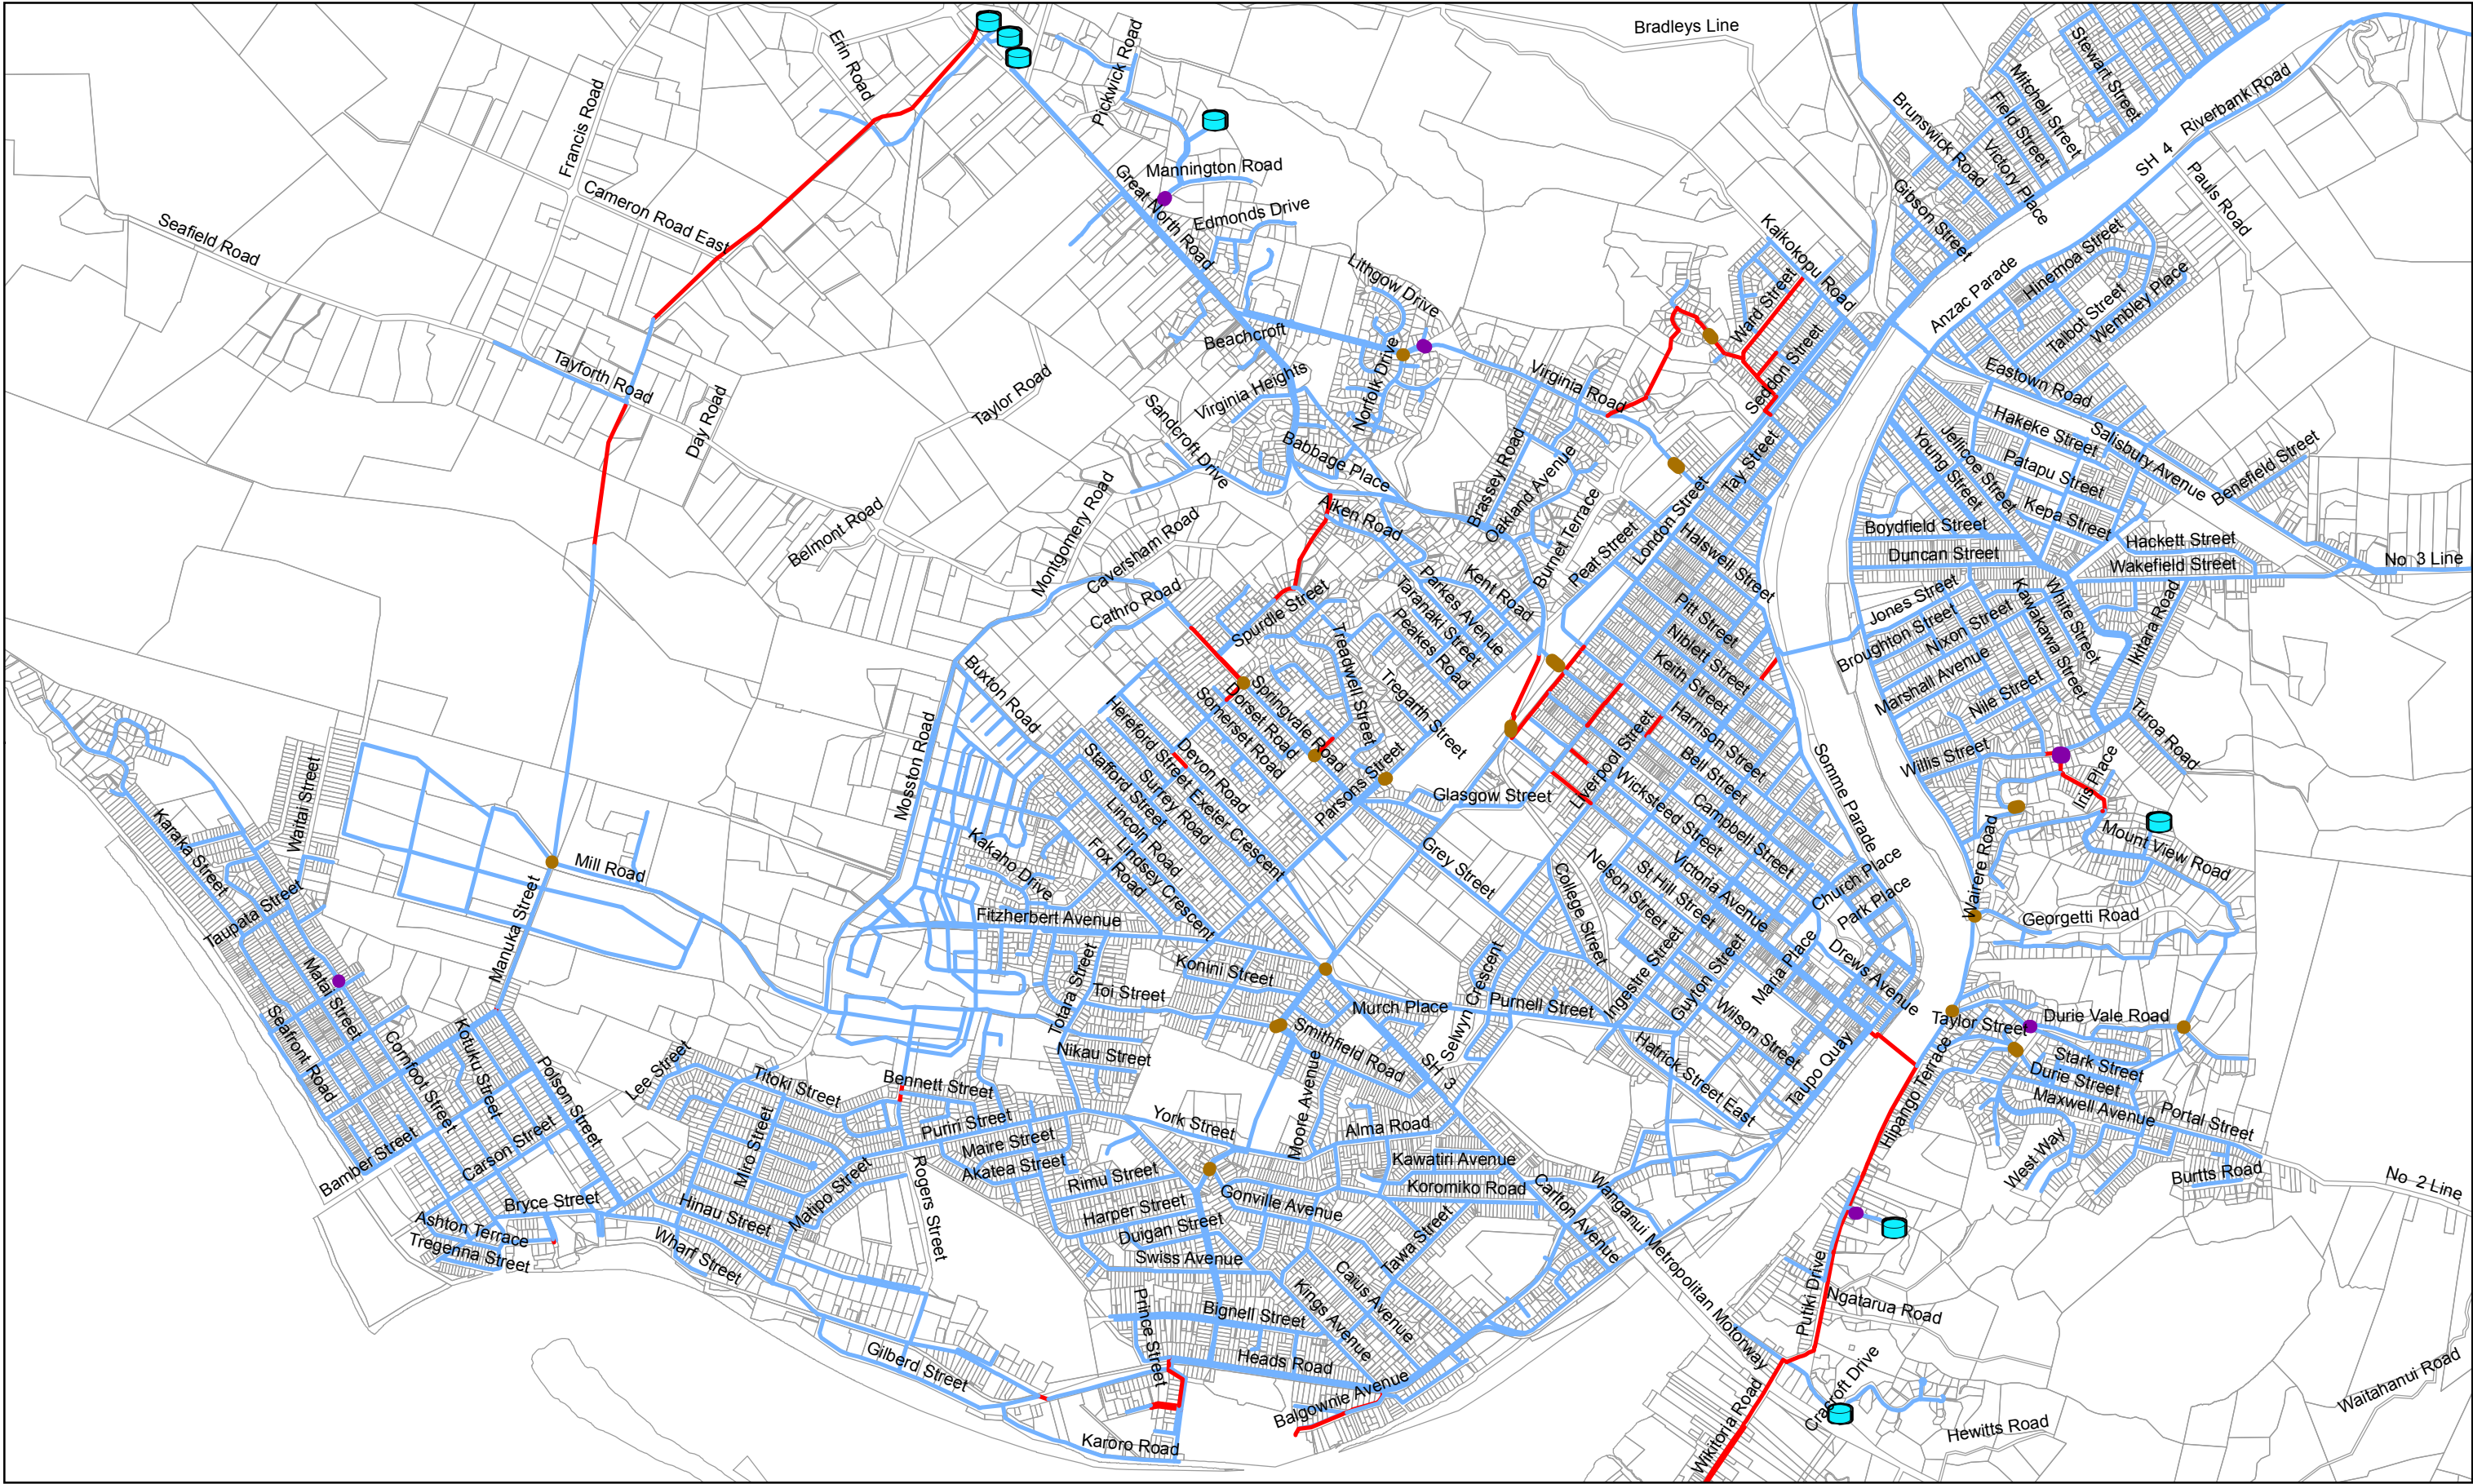 Bradleys Line
Erin Road
Pickwick Road
Stewart Street
Mitchell Street
Field Street
Riverbank Road
Francis Road
Brunswick Road
Victory Place
SH 4
Mannington Road
Pauls Road
Cameron Road East
Great North Road
Edmonds Drive
Gibson Street
Seafield Road
Kaikokopu Road
Hinemoa Street
Lithgow Drive
Anzac Parade
Ward Street
Talbot Street
Wembley Place
Beachcroft
Seddon Street
Tayforth Road
Norfolk Drive
Virginia Road
Eastown Road
Virginia Heights
Taylor Road
Day Road
Sandcroft Drive
Hakeke Street
Salisbury Avenue
Jellicoe Street
Young Street
Babbage Place
Brassey Road
Oakland Avenue
Tay Street
Patapu Street
Benefield Street
Montgomery Road
Aiken Road
London Street
Kepa Street
Boydfield Street
Belmont Road
Caversham Road
Burnet Terrace
Peat Street
Halswell Street
Hackett Street
Duncan Street
Wakefield Street
No 3 Line
Cathro Road
Spurdle Street
Kent Road
Parkes Avenue
Taranaki Street
Peakes Road
Pitt Street
Jones Street
White Street
Kawakawa Street
Broughton Street
Nixon Street
Ikitara Road
Treadwell Street
Niblett Street
Keith Street
Marshall Avenue
Buxton Road
Springvale Road
Dorset Road
Somerset Road
Tregarth Street
Nile Street
Hereford Street
Harrison Street
Turoa Road
Mosston Road
Devon Road
Stafford Street
Surrey Road
Exeter Crescent
Parsons Street
Bell Street
Somme Parade
Willis Street
Liverpool Street
Wicksteed Street
Glasgow Street
Campbell Street
Waitai Street
Lincoln Road
Karaka Street
Kakaho Drive
Fox Road
Lindsey Crescent
Grey Street
Mount View Road
Mill Road
College Street
Nelson Street
St Hill Street
Victoria Avenue
Church Place
Park Place
Wairere Road
Taupata Street
Manuka Street
Fitzherbert Avenue
Georgetti Road
Konini Street
Selwyn Crescent
Ingestre Street
Guyton Street
Maria Place
Drews Avenue
Matai Street
Totara Street
Toi Street
Murch Place
Purnell Street
Wilson Street
Taylor Street
Durie Vale Road
Seafront Road
Cornfoot Street
Kotuku Street
Polson Street
Lee Street
Nikau Street
Smithfield Road
SH 3
Hatrick Street East
Taupo Quay
Hipango Terrace
Stark Street
Durie Street
Maxwell Avenue
Portal Street
Titoki Street
Bennett Street
Moore Avenue
York Street
Alma Road
Puriri Street
Maire Street
Akatea Street
Miro Street
Carson Street
Bamber Street
Rimu Street
Kawatiri Avenue
Koromiko Road
West Way
Burtts Road
No 2 Line
Rogers Street
Matipo Street
Hinau Street
Bryce Street
Ashton Terrace
Tregenna Street
Wharf Street
Harper Street
Duigan Street
Swiss Avenue
Gonville Avenue
Tawa Street
Carlton Avenue
Wanganui Metropolitan Motorway
Caius Avenue
Kings Avenue
Putiki Drive
Ngatarua Road
Prince Street
Bignell Street
Heads Road
Gilberd Street
Balgownie Avenue
Cracroft Drive
Waitahanui Road
Wikitoria Road
Hewitts Road
Karoro Road